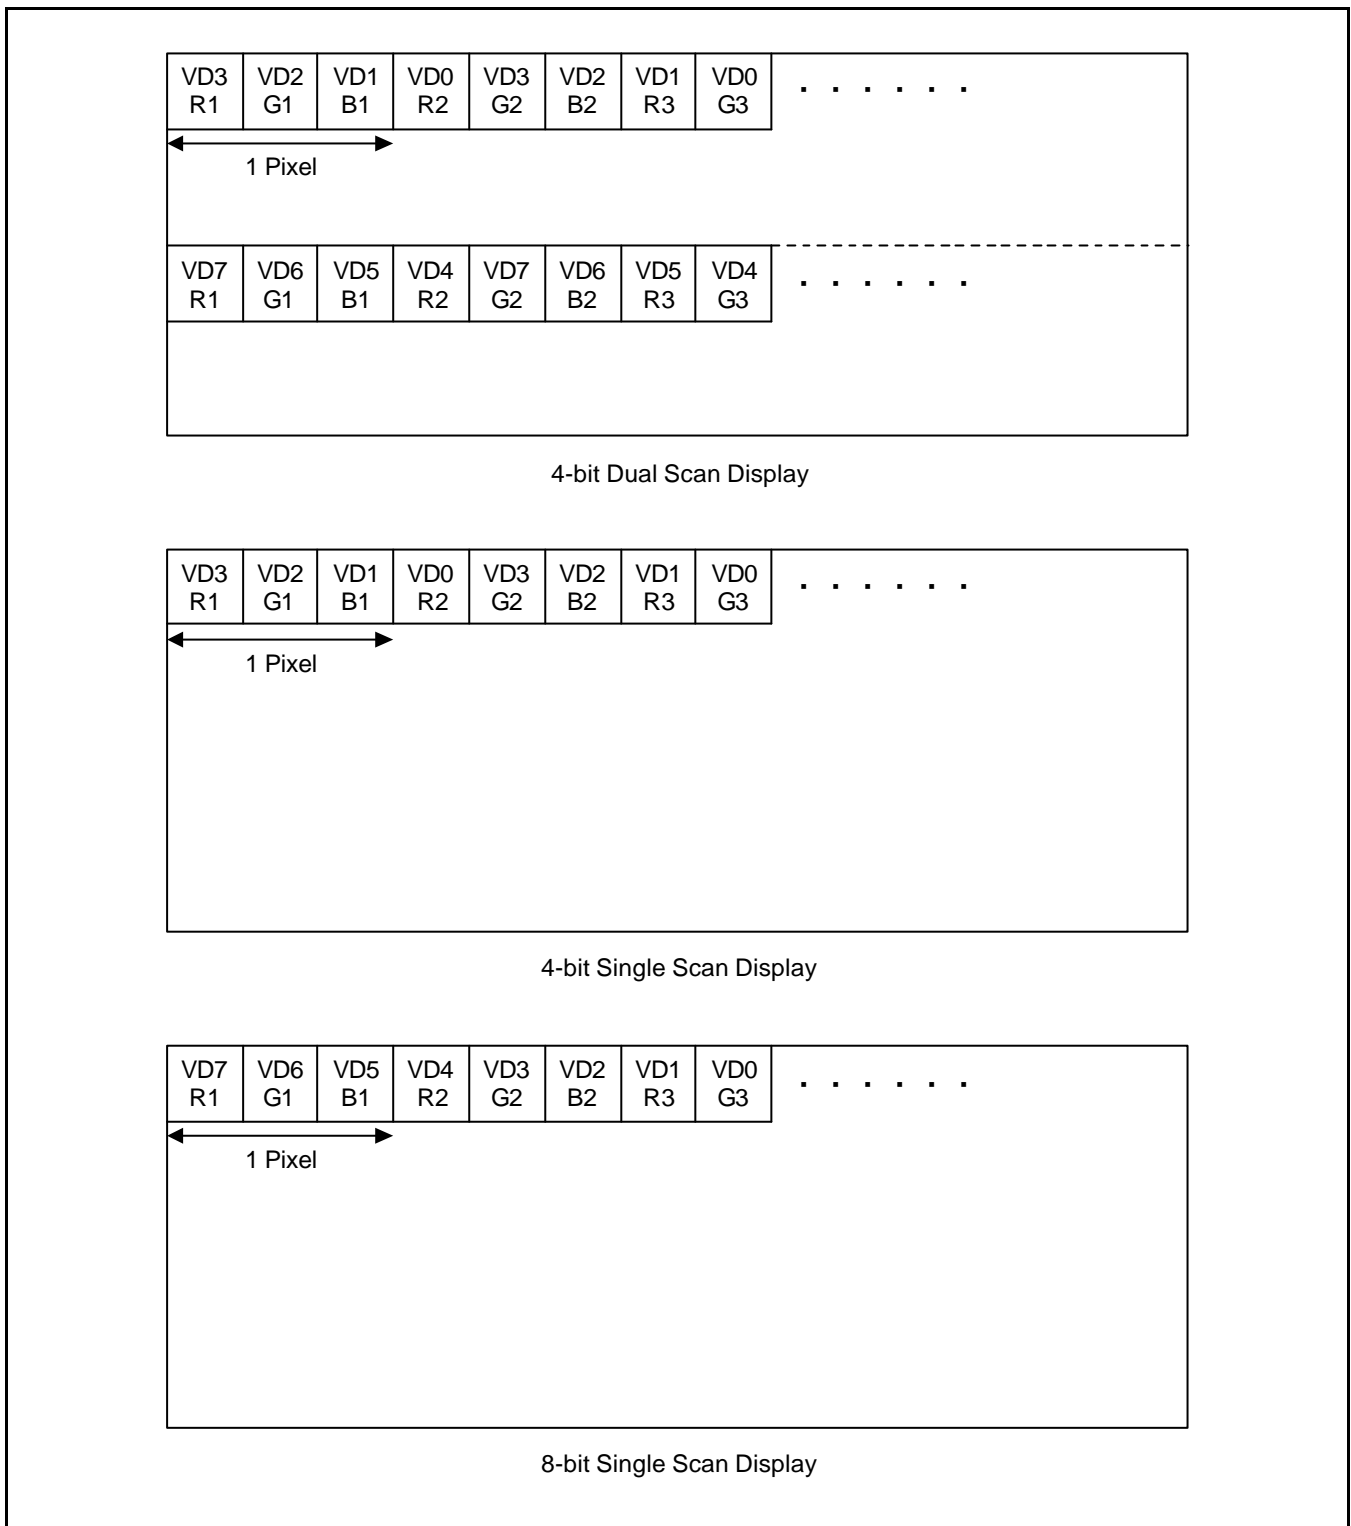 VD3 VD2 VD1 VD0 VD3 VD2 VD1 VD0 . . . . . .
R1 G1 B1 R2 G2 B2 R3 G3
1 Pixel
VD7 VD6 VD5 VD4 VD7 VD6 VD5 VD4 . . . . . .
R1 G1 B1 R2 G2 B2 R3 G3
4-bit Dual Scan Display
VD3 VD2 VD1 VD0 VD3 VD2 VD1 VD0 . . . . . .
R1 G1 B1 R2 G2 B2 R3 G3
1 Pixel
4-bit Single Scan Display
VD7 VD6 VD5 VD4 VD3 VD2 VD1 VD0 . . . . . .
R1 G1 B1 R2 G2 B2 R3 G3
1 Pixel
8-bit Single Scan Display